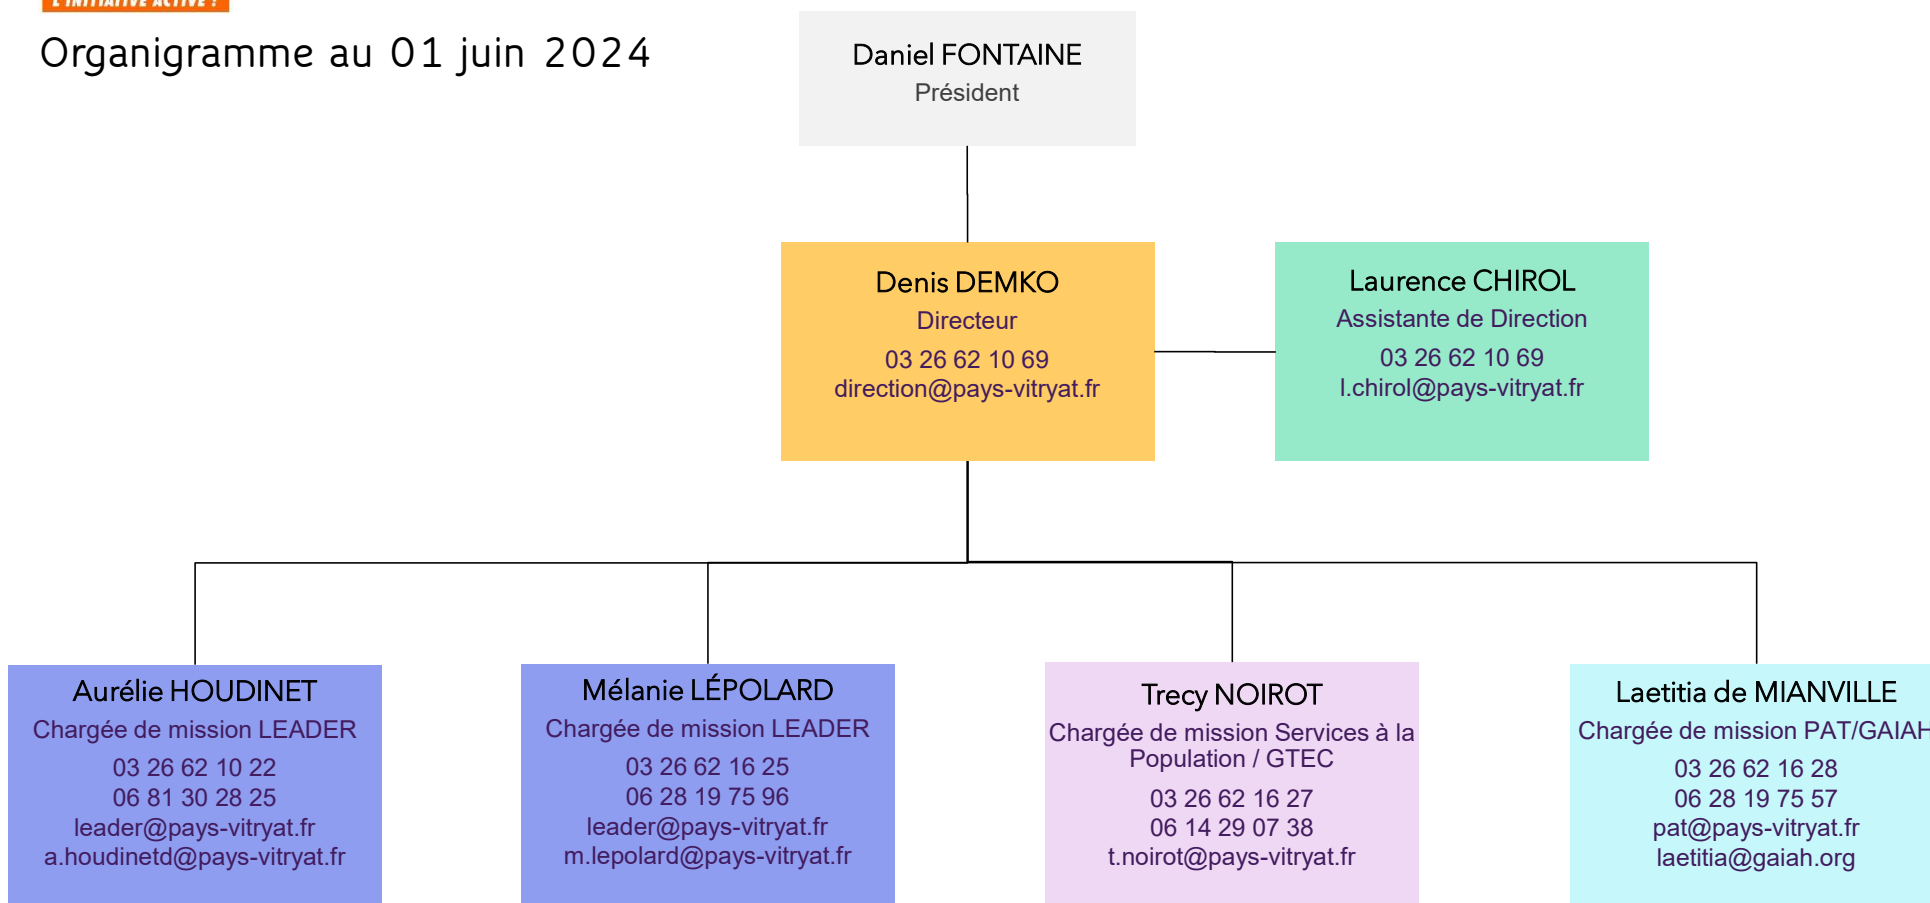 L'INITIATIVE ACTIVE !
Organigramme au 01 juin 2024
Daniel FONTAINE
Président
Denis DEMKO
Directeur
03 26 62 10 69
direction@pays-vitryat.fr
Laurence CHIROL
Assistante de Direction
03 26 62 10 69
l.chirol@pays-vitryat.fr
Aurélie HOUDINET
Chargée de mission LEADER
03 26 62 10 22
06 81 30 28 25
leader@pays-vitryat.fr
a.houdinetd@pays-vitryat.fr
Mélanie LÉPOLARD
Chargée de mission LEADER
03 26 62 16 25
06 28 19 75 96
leader@pays-vitryat.fr
m.lepolard@pays-vitryat.fr
Trecy NOIROT
Chargée de mission Services à la
Population / GTEC
03 26 62 16 27
06 14 29 07 38
t.noirot@pays-vitryat.fr
Laetitia de MIANVILLE
Chargée de mission PAT/GAIAH
03 26 62 16 28
06 28 19 75 57
pat@pays-vitryat.fr
laetitia@gaiah.org